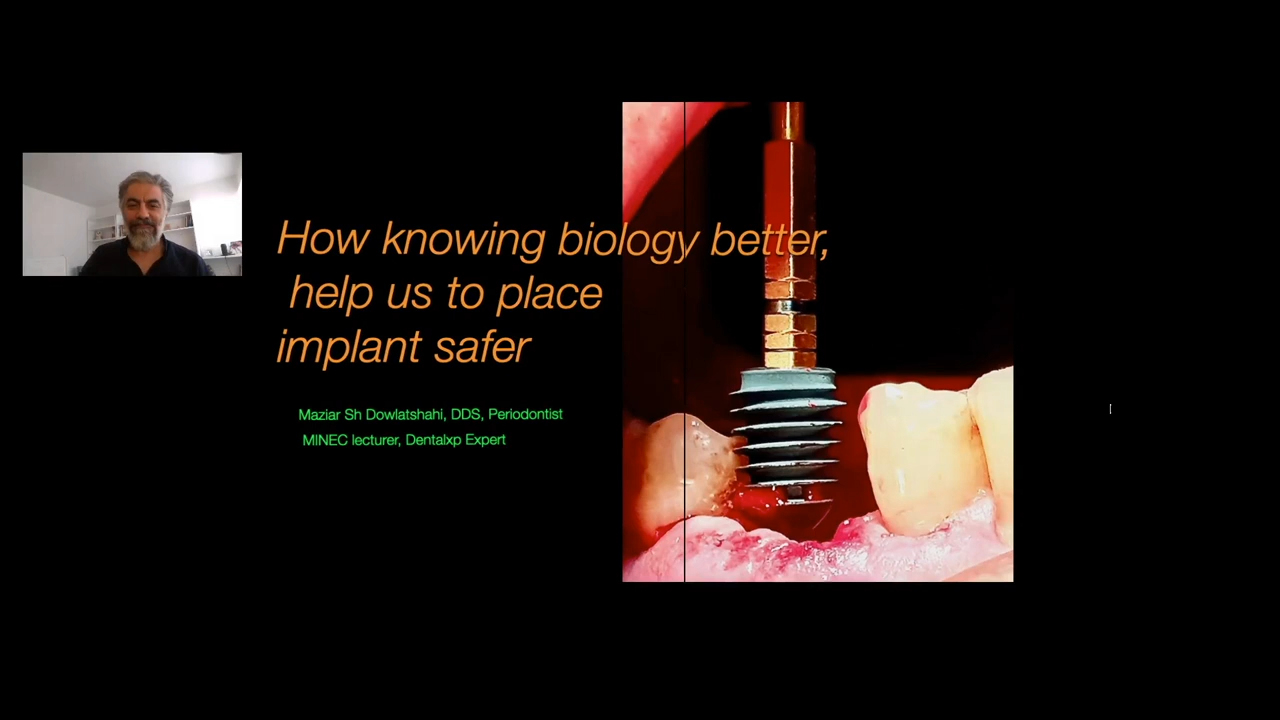 How knowing biology better,
help us to place
implant safer
Maziar Sh Dowlatshahi, DDS, Periodontist
MINEC lecturer, Dentalxp Expert